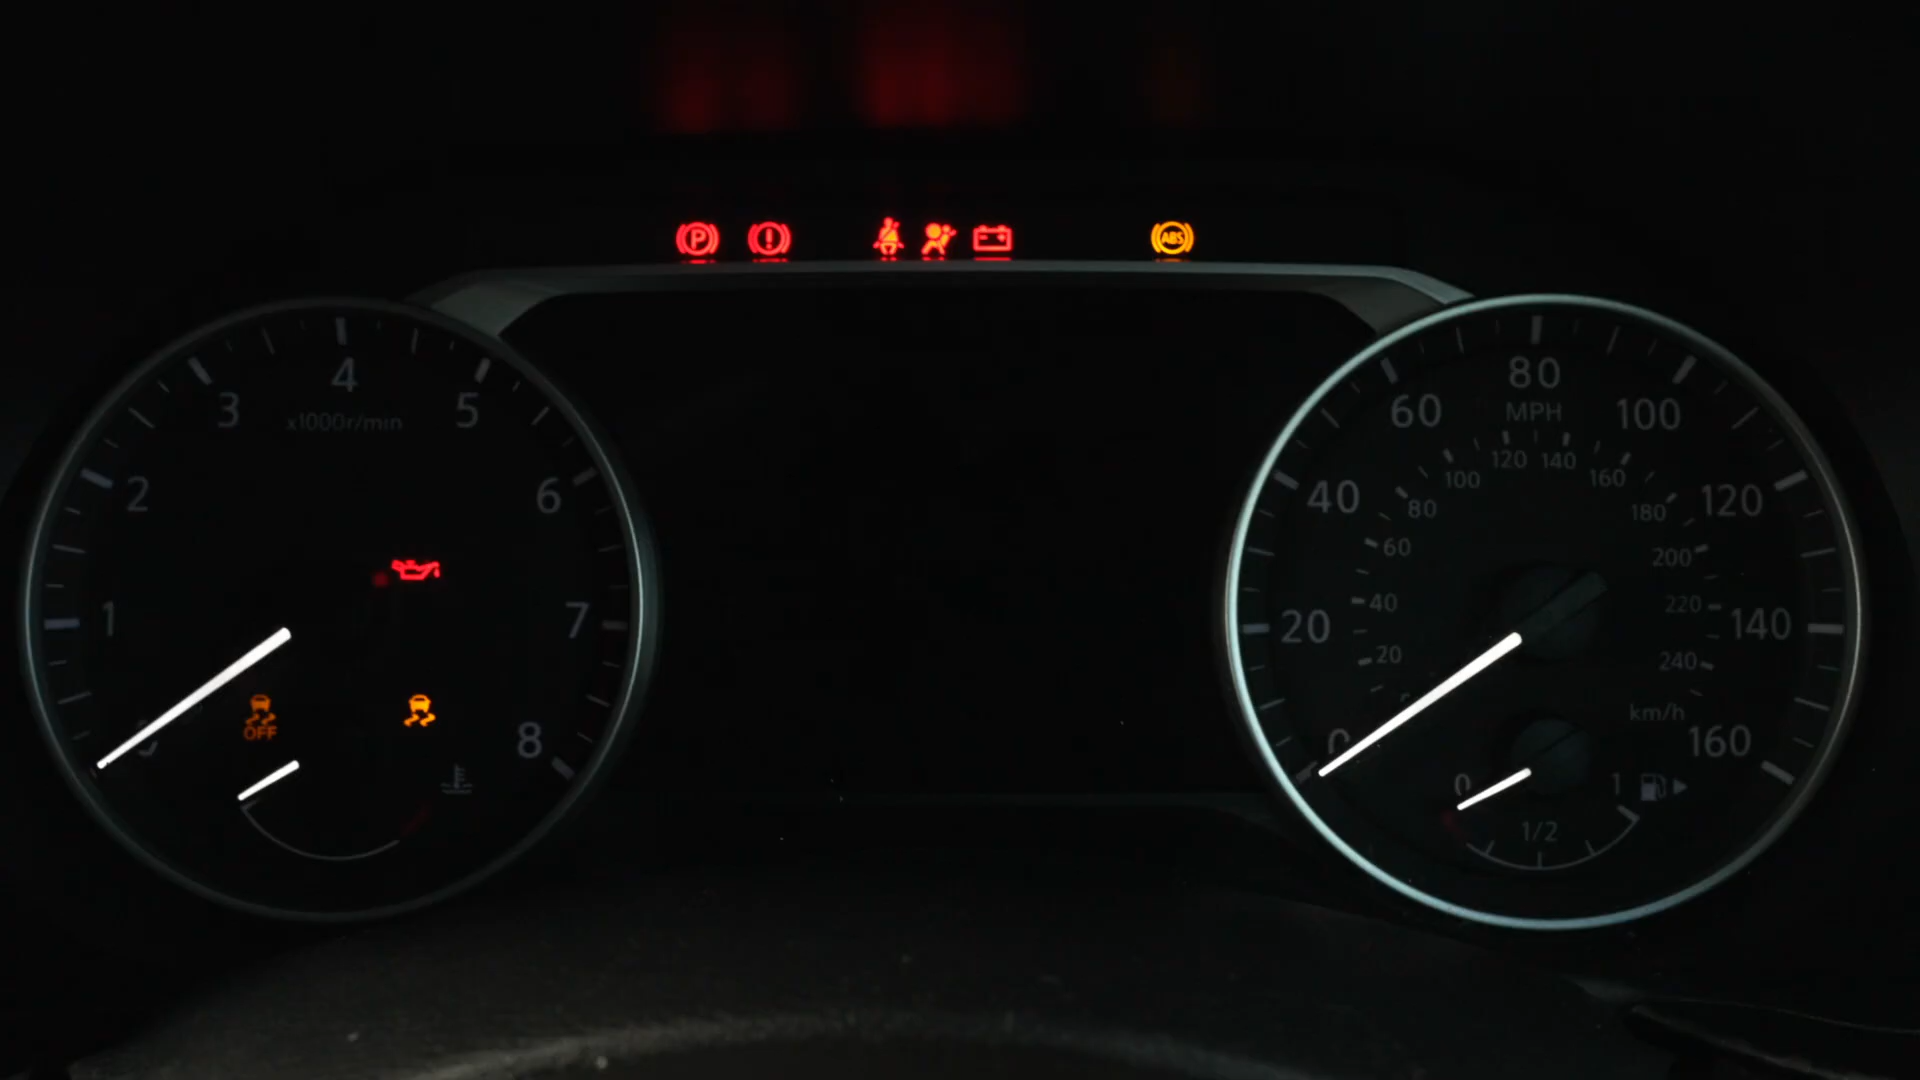 P ! ABS
4
3 5
x1000r/min
2 6
1 7
OFF
0 8
80
60 MPH 100
120 140
100 160
40 80 180 120
60 200
40 220
20 140
20 240
km/h
0 160
0 1
1/2